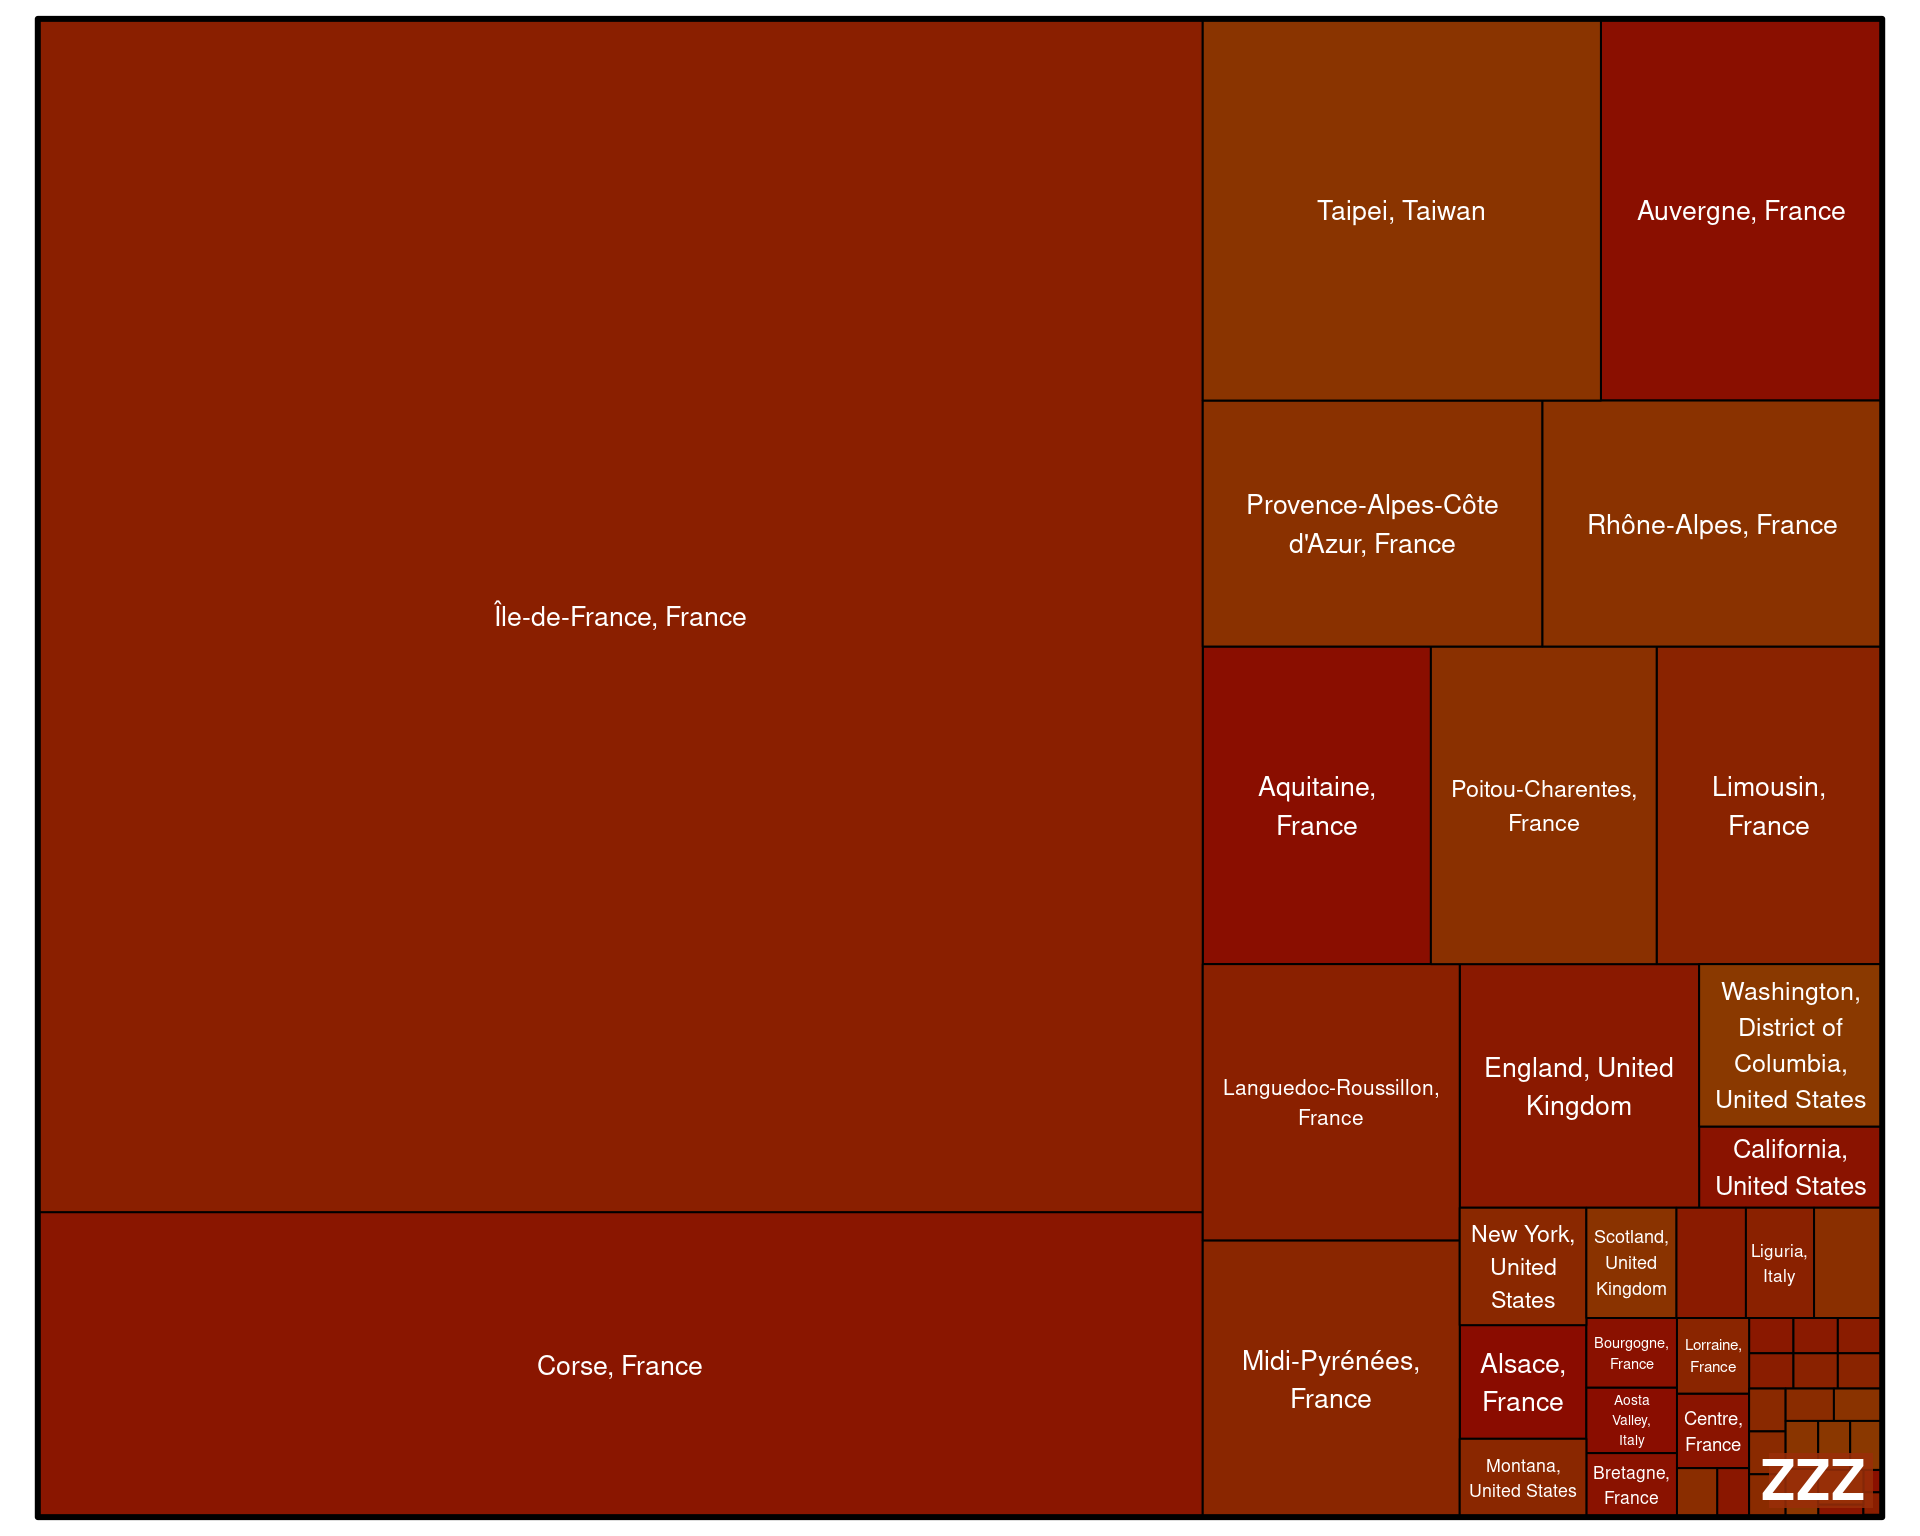 Taipei, Taiwan
Auvergne, France
Provence-Alpes-Côte
d'Azur, France
Rhône-Alpes, France
Île-de-France, France
Aquitaine,
France
Poitou-Charentes,
France
Limousin,
France
Languedoc-Roussillon,
France
England, United
Kingdom
Washington,
District of
Columbia,
United States
California,
United States
New York,
United
States
Scotland,
United
Kingdom
Liguria,
Italy
Corse, France
Midi-Pyrénées,
France
Alsace,
France
Bourgogne,
France
Lorraine,
France
Aosta
Valley,
Italy
Centre,
France
Montana,
United States
Bretagne,
France
ZZZ